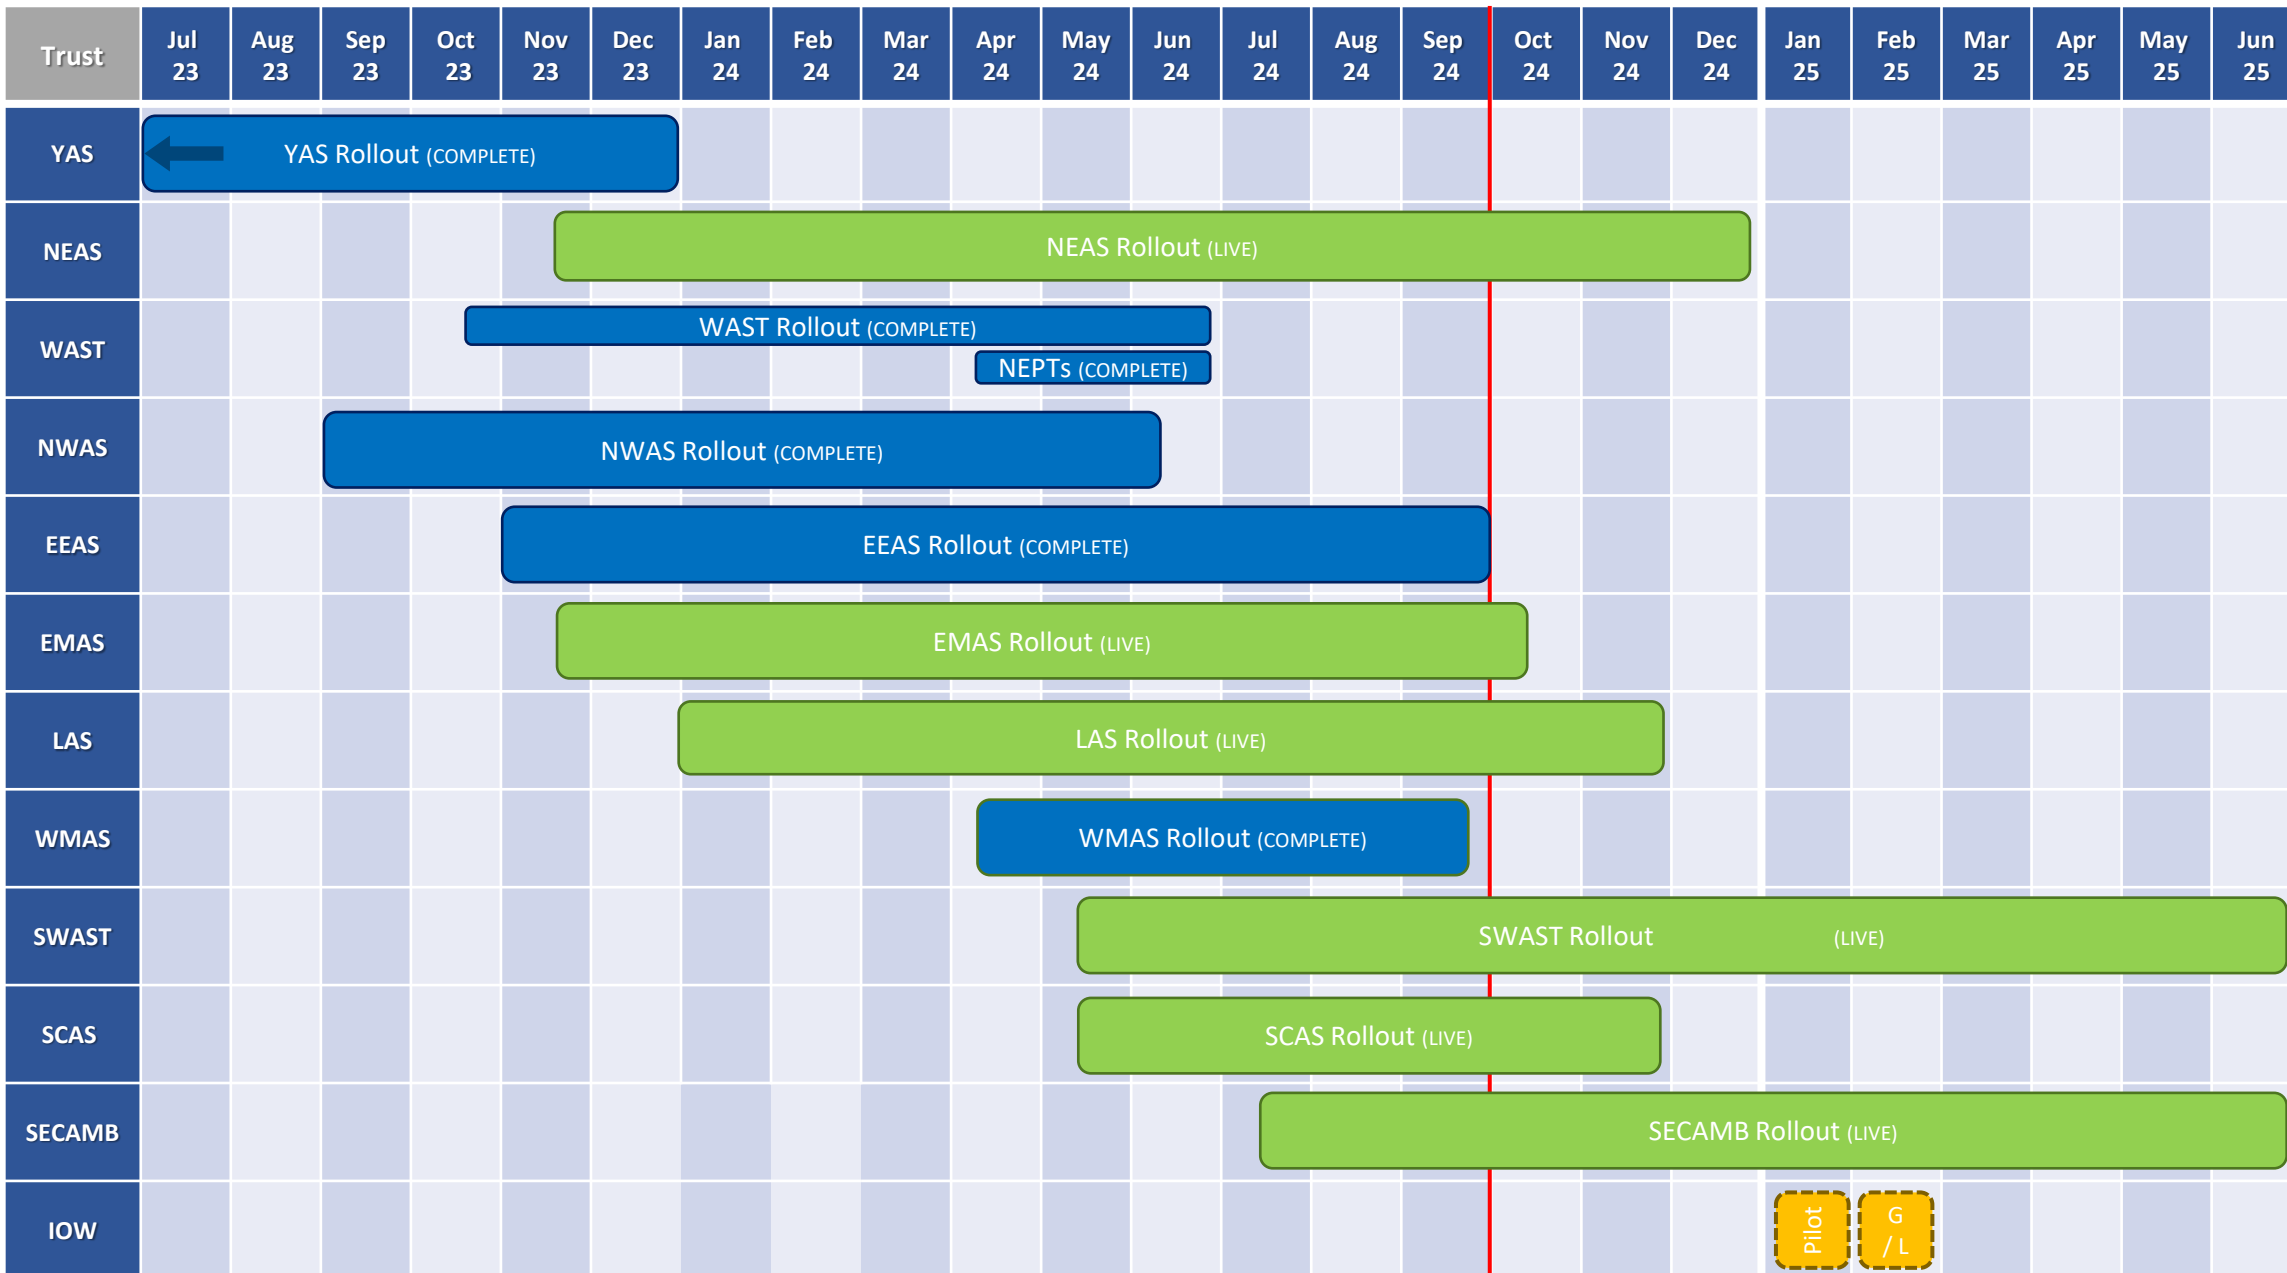 Trust
Jul
23
Aug
23
Sep
23
Oct
23
Nov
23
Dec
23
Jan
24
Feb
24
Mar
24
Apr
24
May
24
Jun
24
Jul
24
Aug
24
Sep
24
Oct
24
Nov
24
Dec
24
Jan
25
Feb
25
Mar
25
Apr
25
May
25
Jun
25
YAS
YAS Rollout (COMPLETE)
NEAS
NEAS Rollout (LIVE)
WAST
WAST Rollout (COMPLETE)
NEPTs (COMPLETE)
NWAS
NWAS Rollout (COMPLETE)
EEAS
EEAS Rollout (COMPLETE)
EMAS
EMAS Rollout (LIVE)
LAS
LAS Rollout (LIVE)
WMAS
WMAS Rollout (COMPLETE)
SWAST
SWAST Rollout (LIVE)
SCAS
SCAS Rollout (LIVE)
SECAMB
SECAMB Rollout (LIVE)
IOW
Pilot
G
/ L